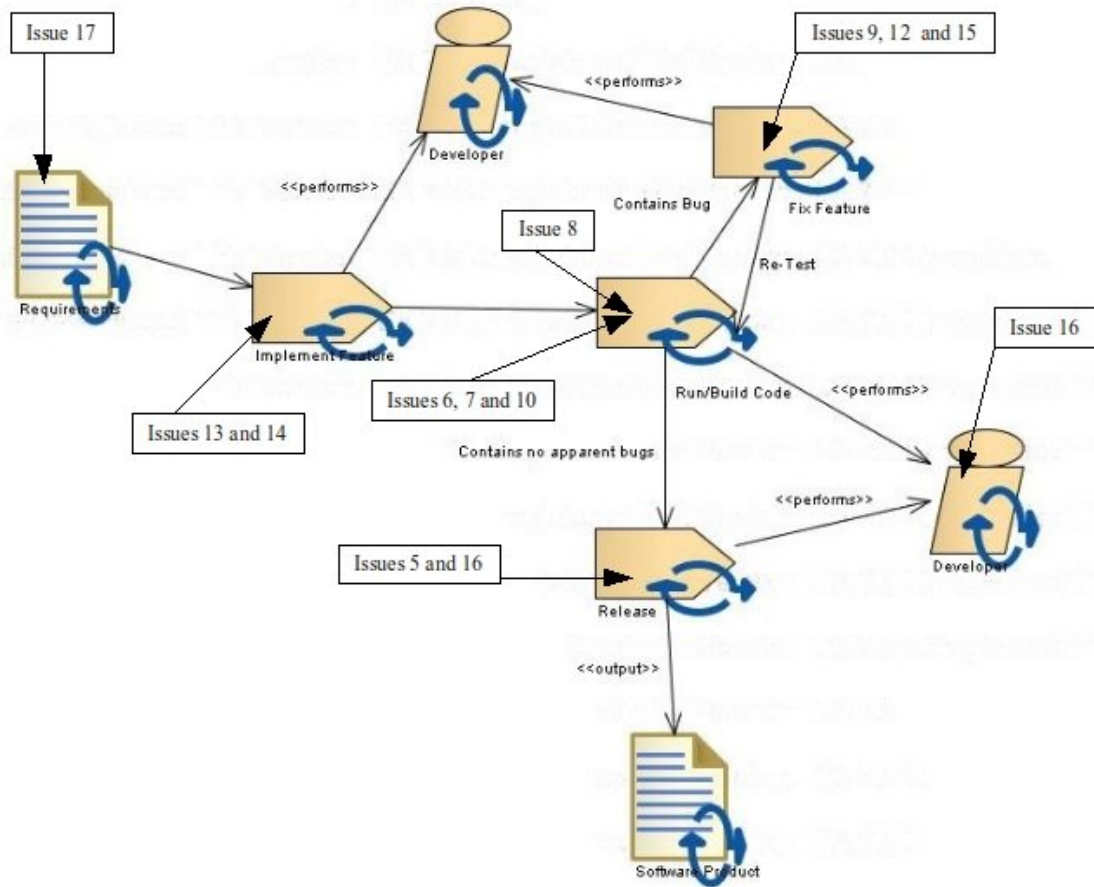 Issue 17
Issues 9, 12 and 15
<<performs>>
Developer
<<performs>>
Contains Bug
Fix Feature
Issue 8
Re-Test
Requirements
Issue 16
Implement Feature
Run/Build Code
<<performs>>
Issues 6, 7 and 10
Issues 13 and 14
Contains no apparent bugs
<<performs>>
Issues 5 and 16
Developer
Release
<<output>>
Software Product